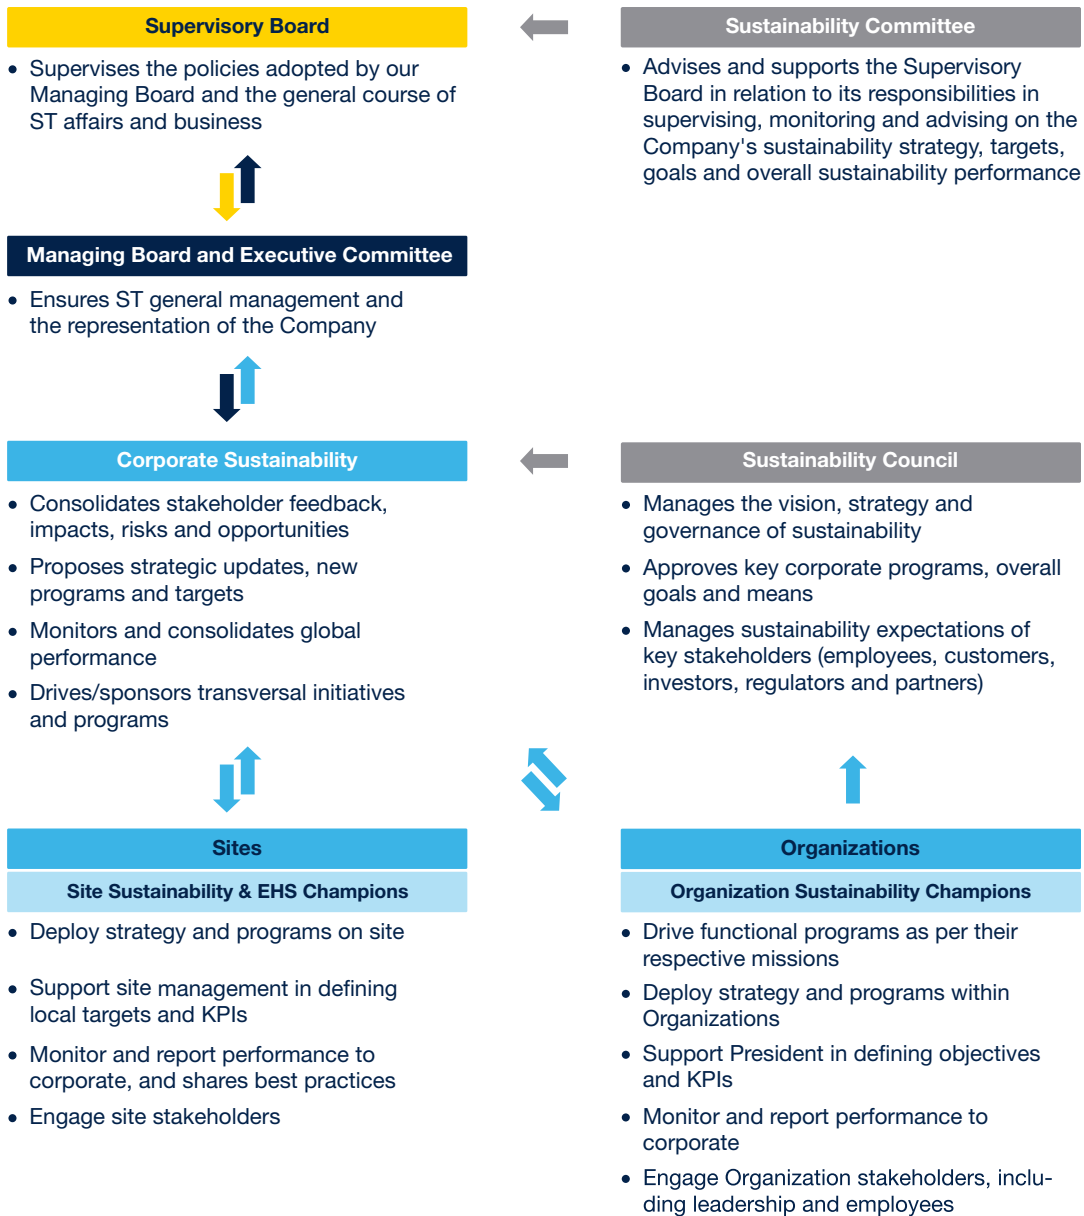 Supervisory Board
• Supervises the policies adopted by our
Managing Board and the general course of
ST affairs and business
Sustainability Committee
• Advises and supports the Supervisory
Board in relation to its responsibilities in
supervising, monitoring and advising on the
Company's sustainability strategy, targets,
goals and overall sustainability performance
Managing Board and Executive Committee
• Ensures ST general management and
the representation of the Company
Corporate Sustainability
• Consolidates stakeholder feedback,
impacts, risks and opportunities
• Proposes strategic updates, new
programs and targets
• Monitors and consolidates global
performance
• Drives/sponsors transversal initiatives
and programs
Sustainability Council
• Manages the vision, strategy and
governance of sustainability
• Approves key corporate programs, overall
goals and means
• Manages sustainability expectations of
key stakeholders (employees, customers,
investors, regulators and partners)
Sites
Site Sustainability & EHS Champions
• Deploy strategy and programs on site
• Support site management in defining
local targets and KPIs
• Monitor and report performance to
corporate, and shares best practices
• Engage site stakeholders
Organizations
Organization Sustainability Champions
• Drive functional programs as per their
respective missions
• Deploy strategy and programs within
Organizations
• Support President in defining objectives
and KPIs
• Monitor and report performance to
corporate
• Engage Organization stakeholders, inclu-
ding leadership and employees